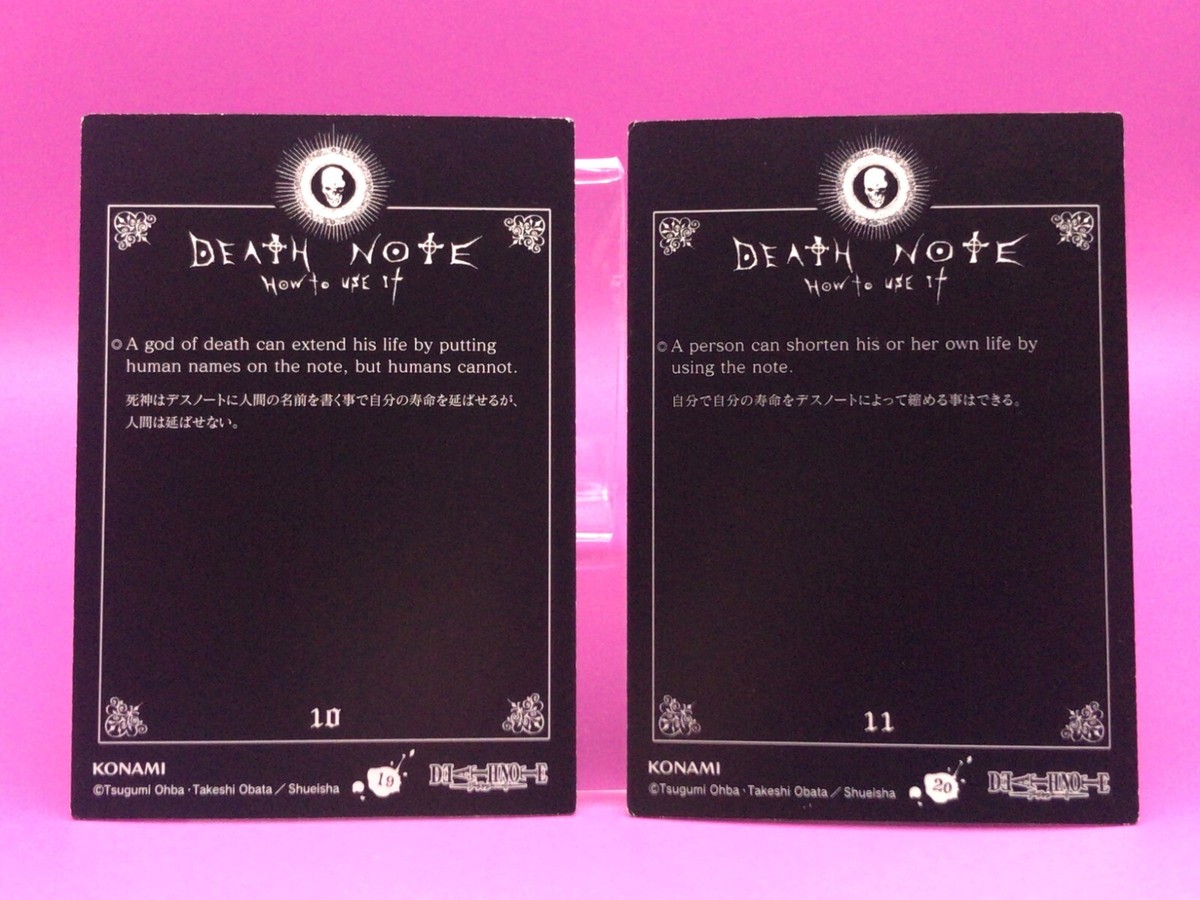 DEATH NOTE
HOW to USE IT
◎ A god of death can extend his life by putting
human names on the note, but humans cannot.
死神はデスノートに人間の名前を書く事で自分の寿命を延ばせるが、
人間は延ばせない。
10
KONAMI
©Tsugumi Ohba・Takeshi Obata／Shueisha
19
DEATH NOTE
DEATH NOTE
HOW to USE IT
◎ A person can shorten his or her own life by
using the note.
自分で自分の寿命をデスノートによって縮める事はできる。
11
KONAMI
©Tsugumi Ohba・Takeshi Obata／Shueisha
20
DEATH NOTE